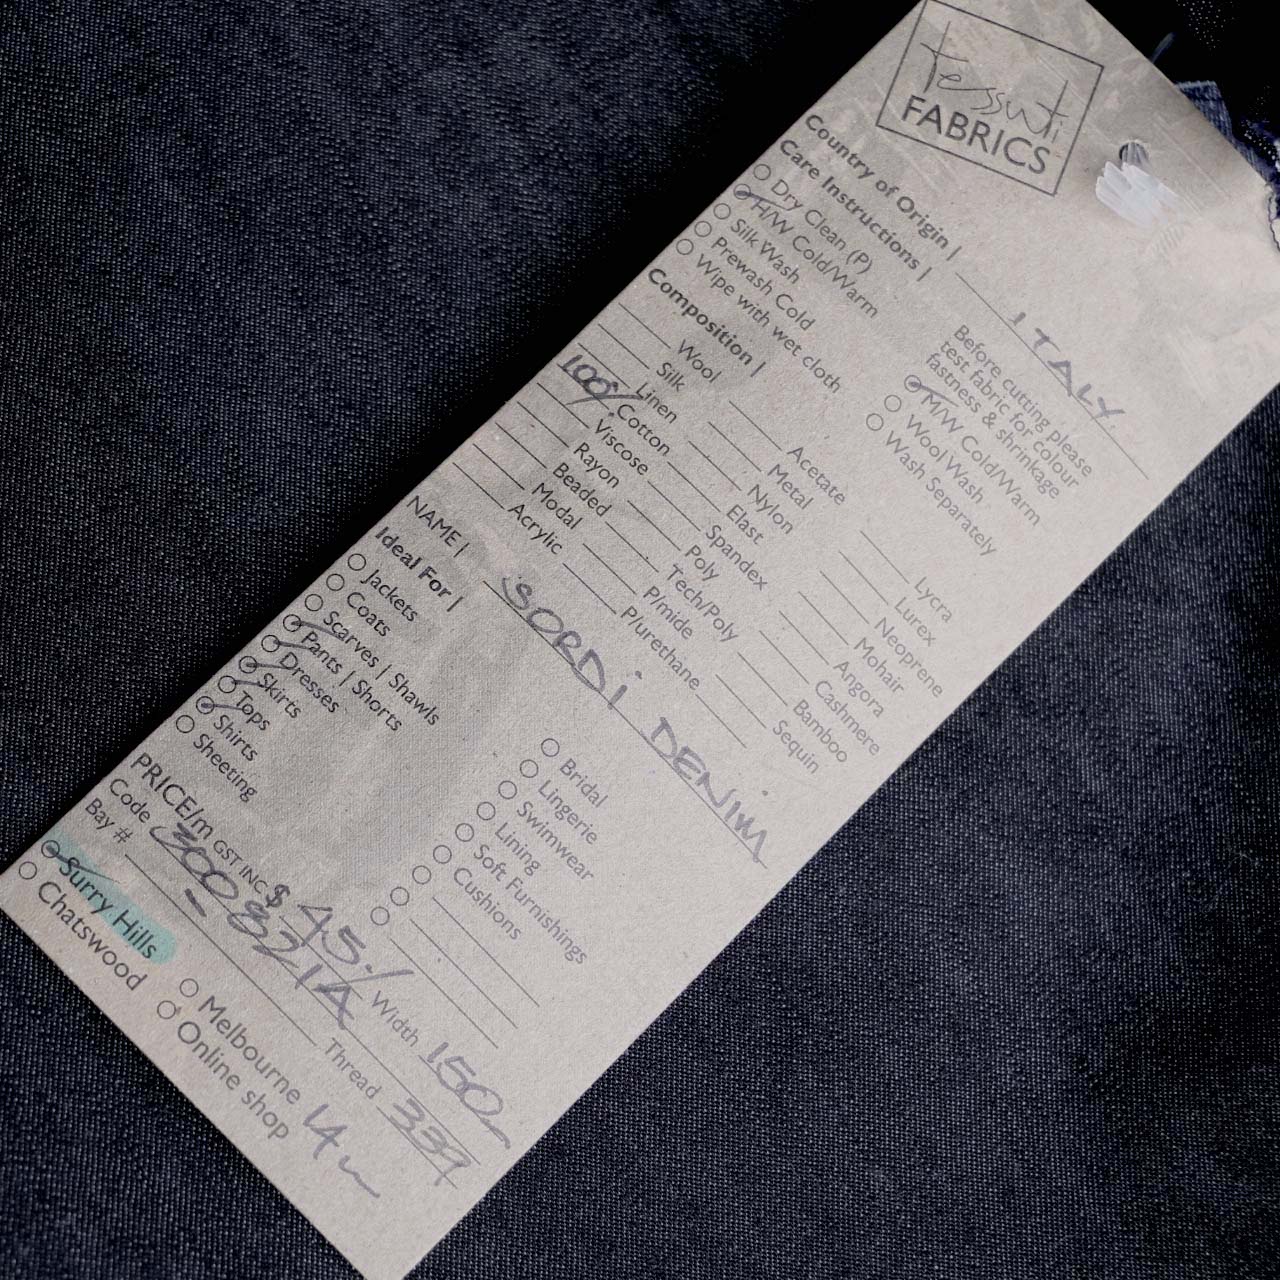 Tessuti
FABRICS
Country of Origin | ITALY
Care Instructions |
Dry Clean (P)
H/W Cold/Warm
Silk Wash
Prewash Cold
Wipe with wet cloth
Before cutting please
test fabric for colour
fastness & shrinkage
M/W Cold/Warm
Wool Wash
Wash Separately
Composition |
Wool
Silk
Linen
100% Cotton
Viscose
Rayon
Beaded
Modal
Acrylic
Acetate
Metal
Nylon
Elast
Spandex
Poly
Tech/Poly
P/mide
P/urethane
Lycra
Lurex
Neoprene
Mohair
Angora
Cashmere
Bamboo
Sequin
NAME | SORDi DENIM
Ideal For |
Jackets
Coats
Scarves | Shawls
Pants | Shorts
Dresses
Skirts
Tops
Shirts
Sheeting
Bridal
Lingerie
Swimwear
Lining
Soft Furnishings
Cushions
PRICE/m GST INC $ 45./ Width 150
Code 300821A Thread 339
Bay # -
Surry Hills
Chatswood
Melbourne
Online shop